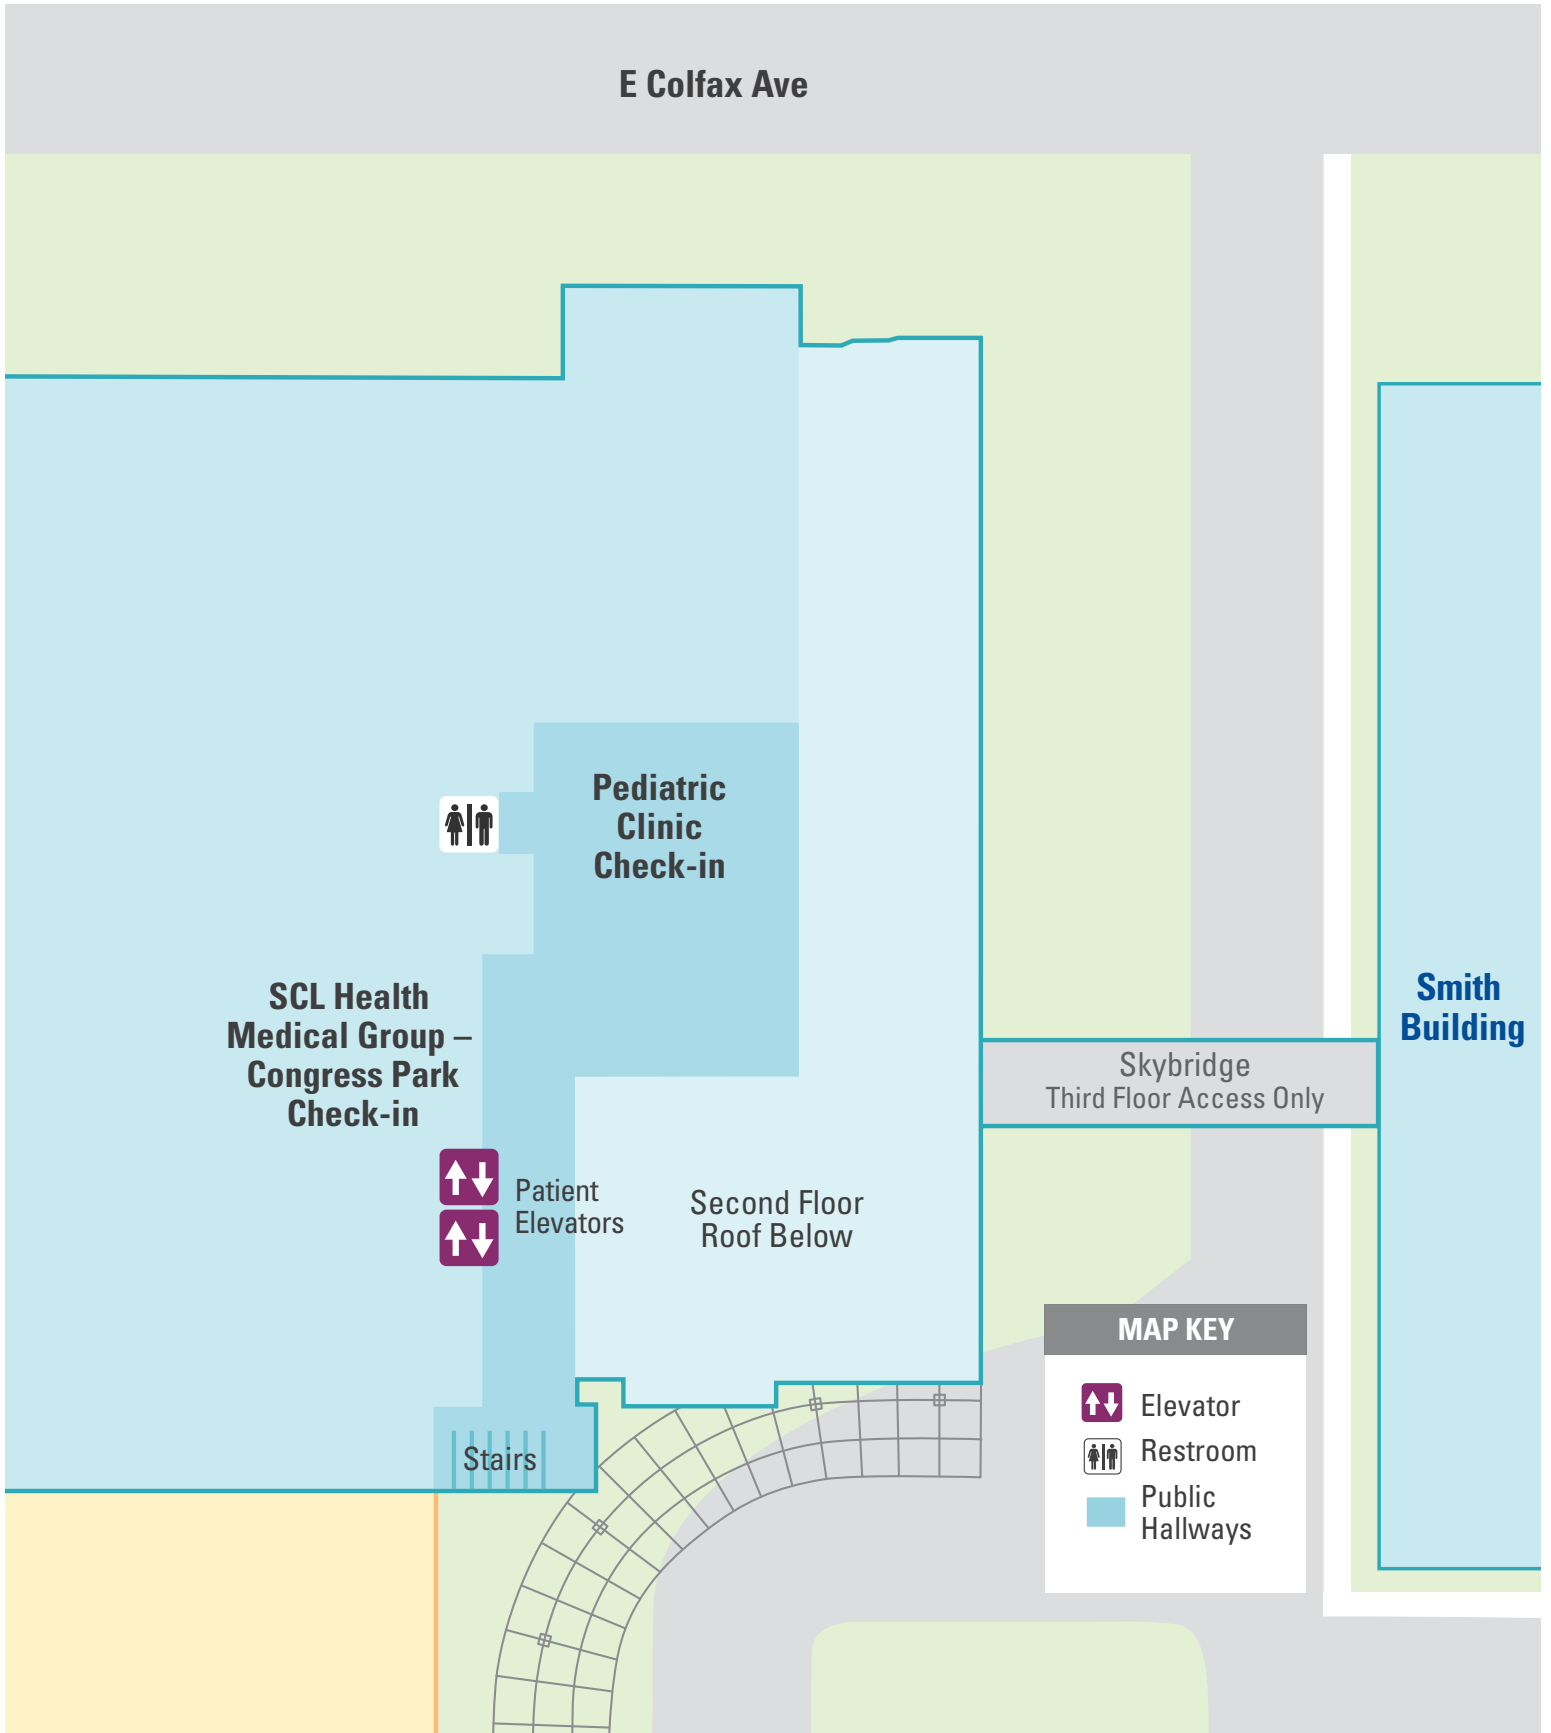 E Colfax Ave
Pediatric
Clinic
Check-in
SCL Health
Medical Group –
Congress Park
Check-in
Smith
Building
Skybridge
Third Floor Access Only
Patient
Elevators
Second Floor
Roof Below
Stairs
MAP KEY
Elevator
Restroom
Public
Hallways